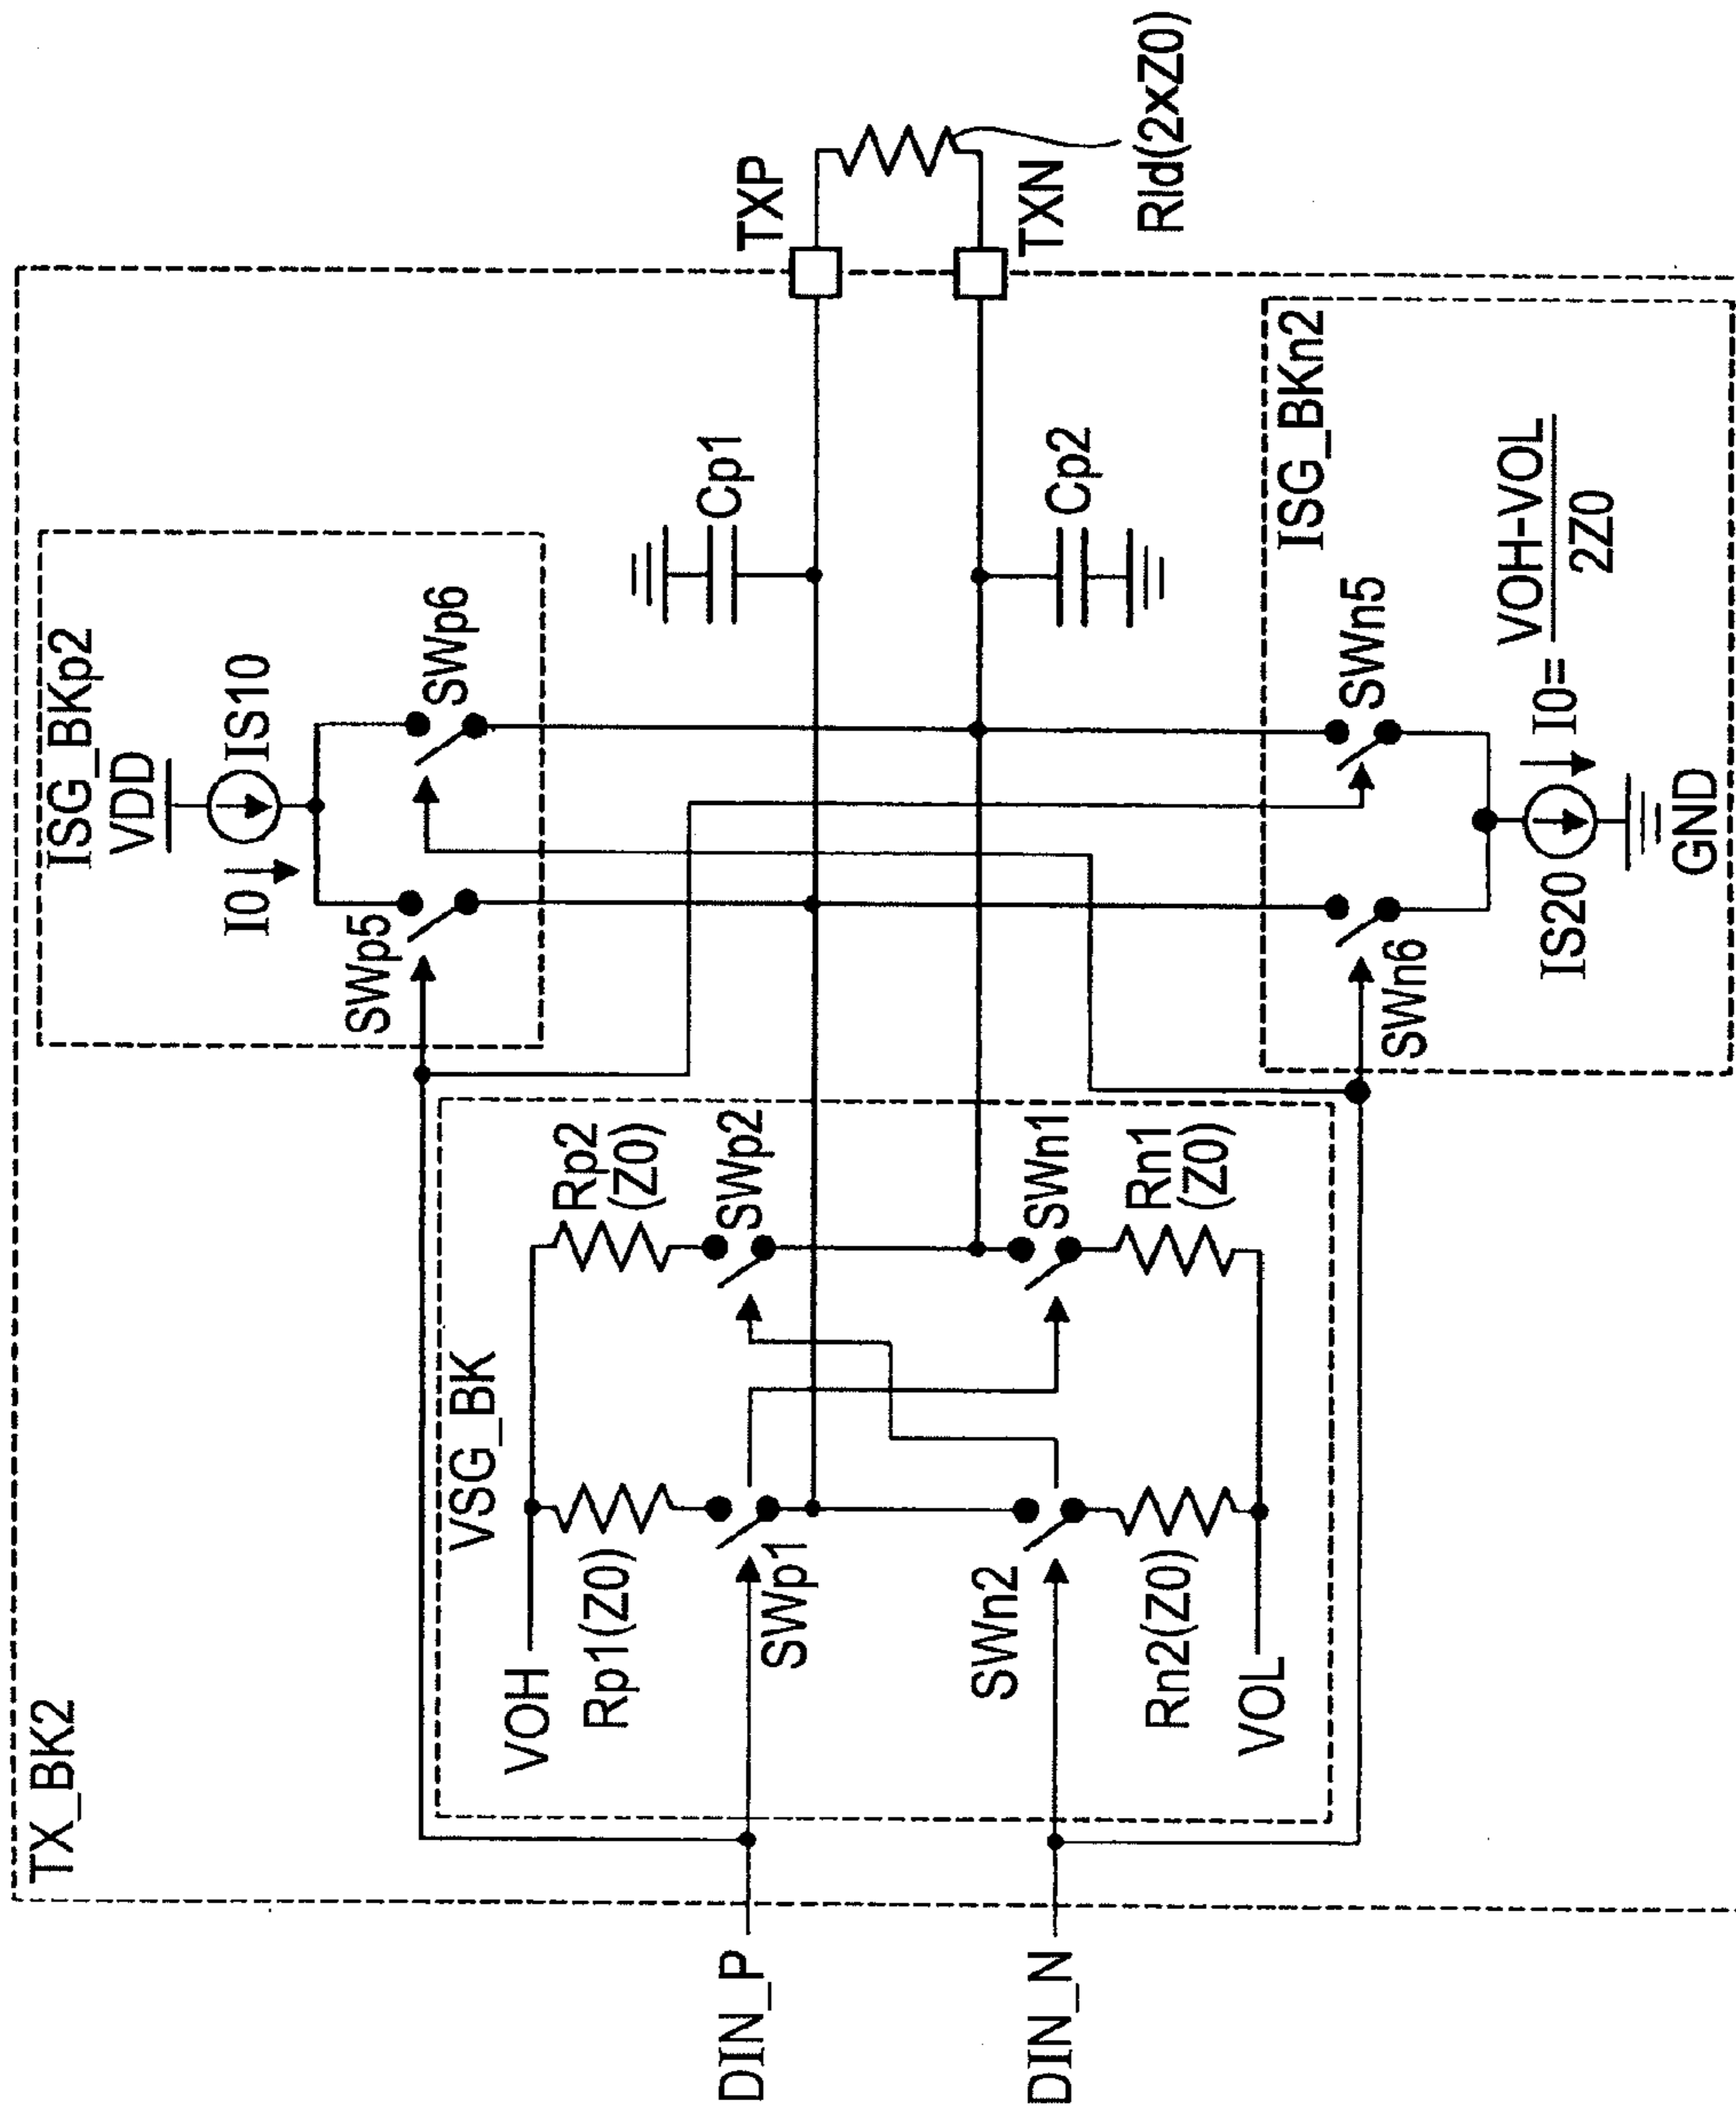 TX_BK2
ISG_BKp2
VDD
I0
IS10
SWp5
SWp6
VSG_BK
VOH
Rp1(Z0)
Rp2
(Z0)
SWp1
SWp2
DIN_P
DIN_N
SWn2
SWn1
Rn2(Z0)
Rn1
(Z0)
VOL
Cp1
Cp2
TXP
TXN
Rld(2xZ0)
ISG_BKn2
SWn6
SWn5
IS20
I0=
VOH-VOL
2Z0
GND